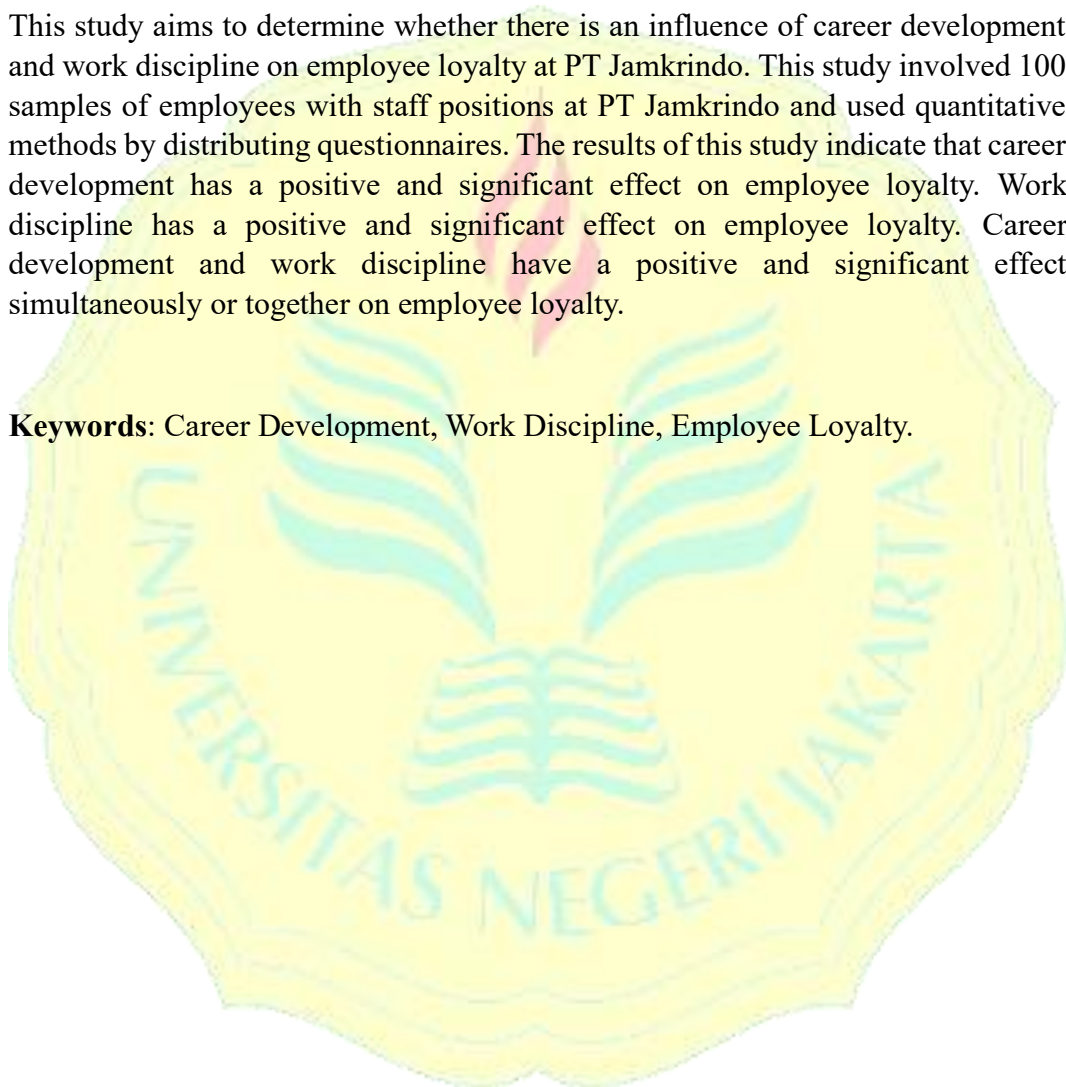 This study aims to determine whether there is an influence of career development
and work discipline on employee loyalty at PT Jamkrindo. This study involved 100
samples of employees with staff positions at PT Jamkrindo and used quantitative
methods by distributing questionnaires. The results of this study indicate that career
development has a positive and significant effect on employee loyalty. Work
discipline has a positive and significant effect on employee loyalty. Career
development and work discipline have a positive and significant effect
simultaneously or together on employee loyalty.
Keywords: Career Development, Work Discipline, Employee Loyalty.
UNIVERSITAS NEGERI JAKARTA